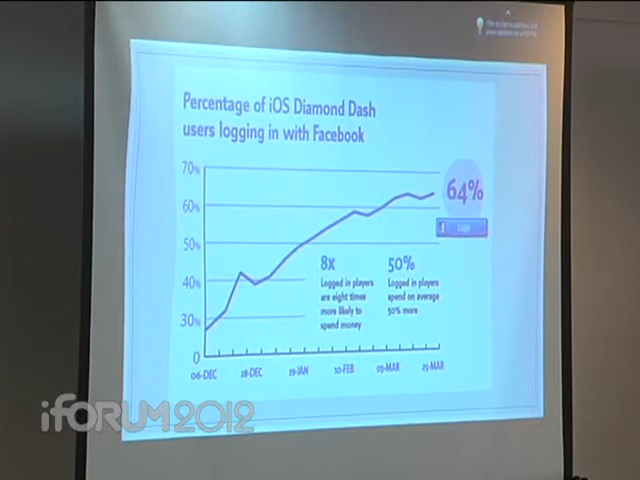 Percentage of iOS Diamond Dash
users logging in with Facebook
70%
60%
50%
40%
30%
0
64%
Login
8x
Logged in players
are eight times
more likely to
spend money
50%
Logged in players
spend on average
50% more
06-DEC
28-DEC
19-JAN
10-FEB
03-MAR
25-MAR
iFORUM2012